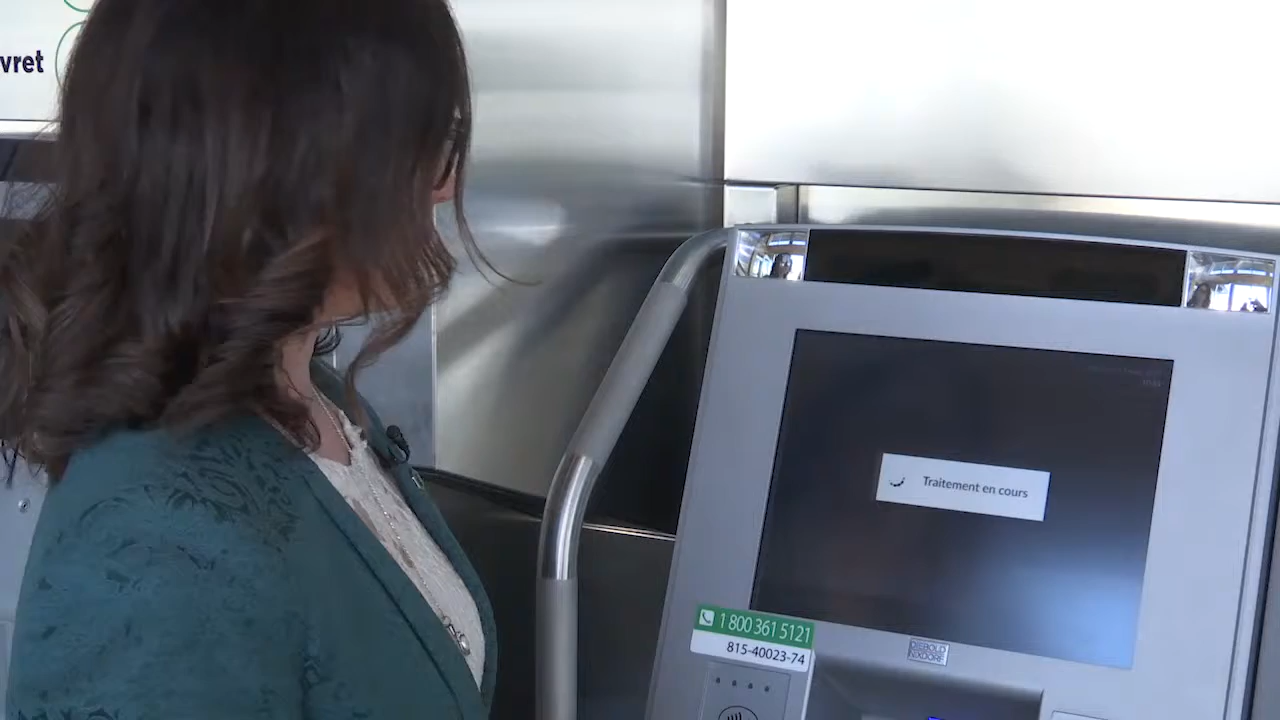 vret
Traitement en cours
1 800 361 5121
815-40023-74
DIEBOLD
NIXDORF